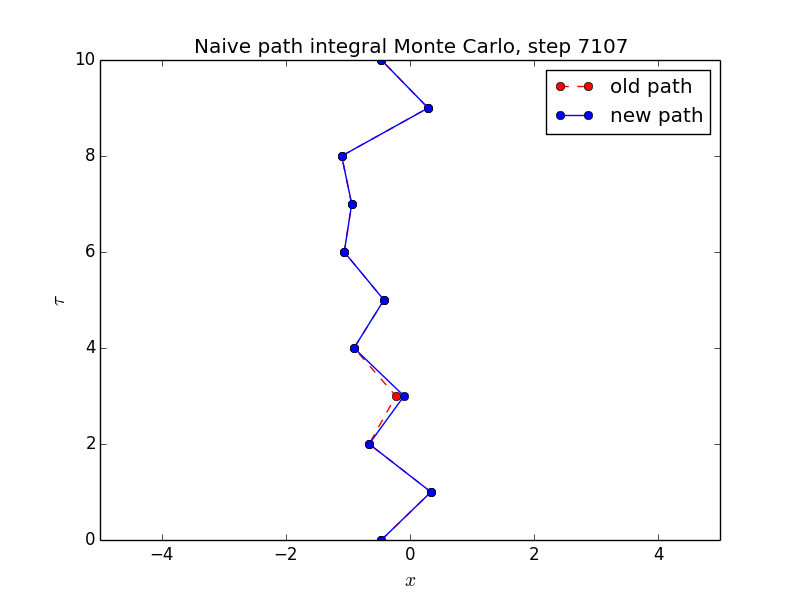 Naive path integral Monte Carlo, step 7107
10
8
6
4
2
0
τ
old path
new path
−4
−2
0
2
4
x